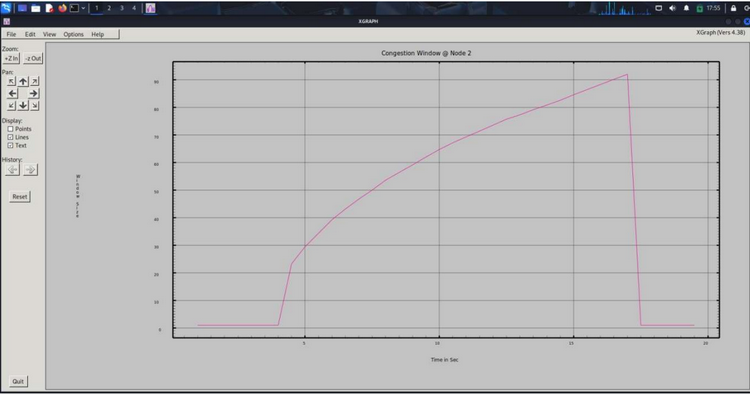 1 2 3 4
17:55
XGRAPH
File Edit View Options Help
XGraph (Vers 4.38)
Zoom:
+Z In -z Out
Pan:
Display:
Points
Lines
Text
History:
Reset
Quit
Congestion Window @ Node 2
Window Size
90
80
70
60
50
40
30
20
10
0
5 10 15 20
Time in Sec